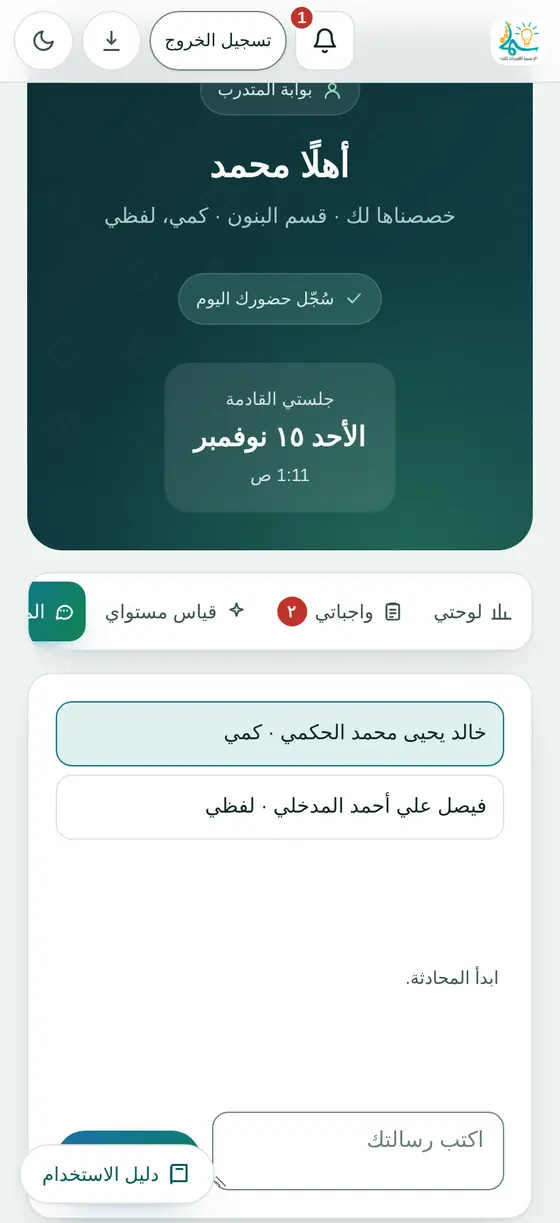 1
تسجيل الخروج
بوابة المتدرب
أهلًا محمد
خصصناها لك · قسم البنون · كمي، لفظي
سُجّل حضورك اليوم
جلستي القادمة
الأحد ١٥ نوفمبر
1:11 ص
لوحتي
واجباتي ٢
قياس مستواي
خالد يحيى محمد الحكمي · كمي
فيصل علي أحمد المدخلي · لفظي
ابدأ المحادثة.
اكتب رسالتك
دليل الاستخدام